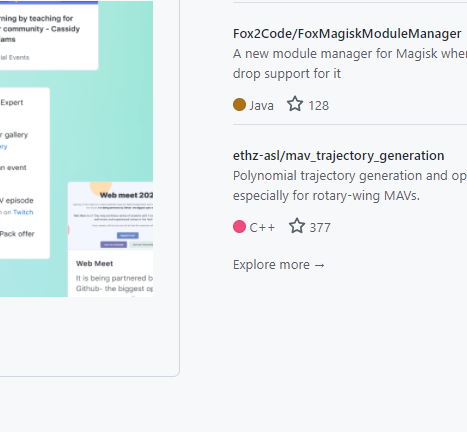 rning by teaching for
community - Cassidy
ams
ial Events
Expert
r gallery
ry
n event
V episode
n on Twitch
Pack offer
Web meet 202
Web Meet
It is being partnered b
Github- the biggest op
Fox2Code/FoxMagiskModuleManager
A new module manager for Magisk wher
drop support for it
Java 128
ethz-asl/mav_trajectory_generation
Polynomial trajectory generation and op
especially for rotary-wing MAVs.
C++ 377
Explore more →